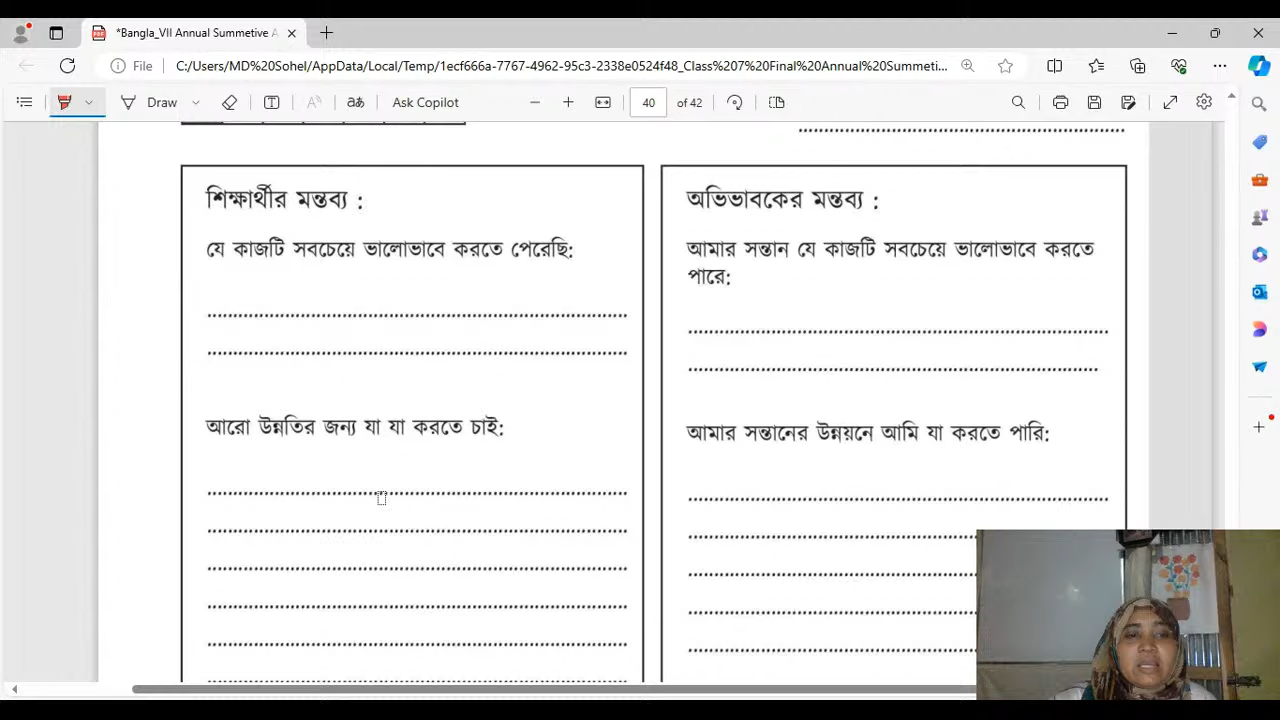 *Bangla_VII Annual Summetive A
File
C:/Users/MD%20Sohel/AppData/Local/Temp/1ecf666a-7767-4962-95c3-2338e0524f48_Class%207%20Final%20Annual%20Summeti...
Draw
aあ
Ask Copilot
40 of 42
শিক্ষার্থীর মন্তব্য :
যে কাজটি সবচেয়ে ভালোভাবে করতে পেরেছি:
আরো উন্নতির জন্য যা যা করতে চাই:
অভিভাবকের মন্তব্য :
আমার সন্তান যে কাজটি সবচেয়ে ভালোভাবে করতে
পারে:
আমার সন্তানের উন্নয়নে আমি যা করতে পারি: